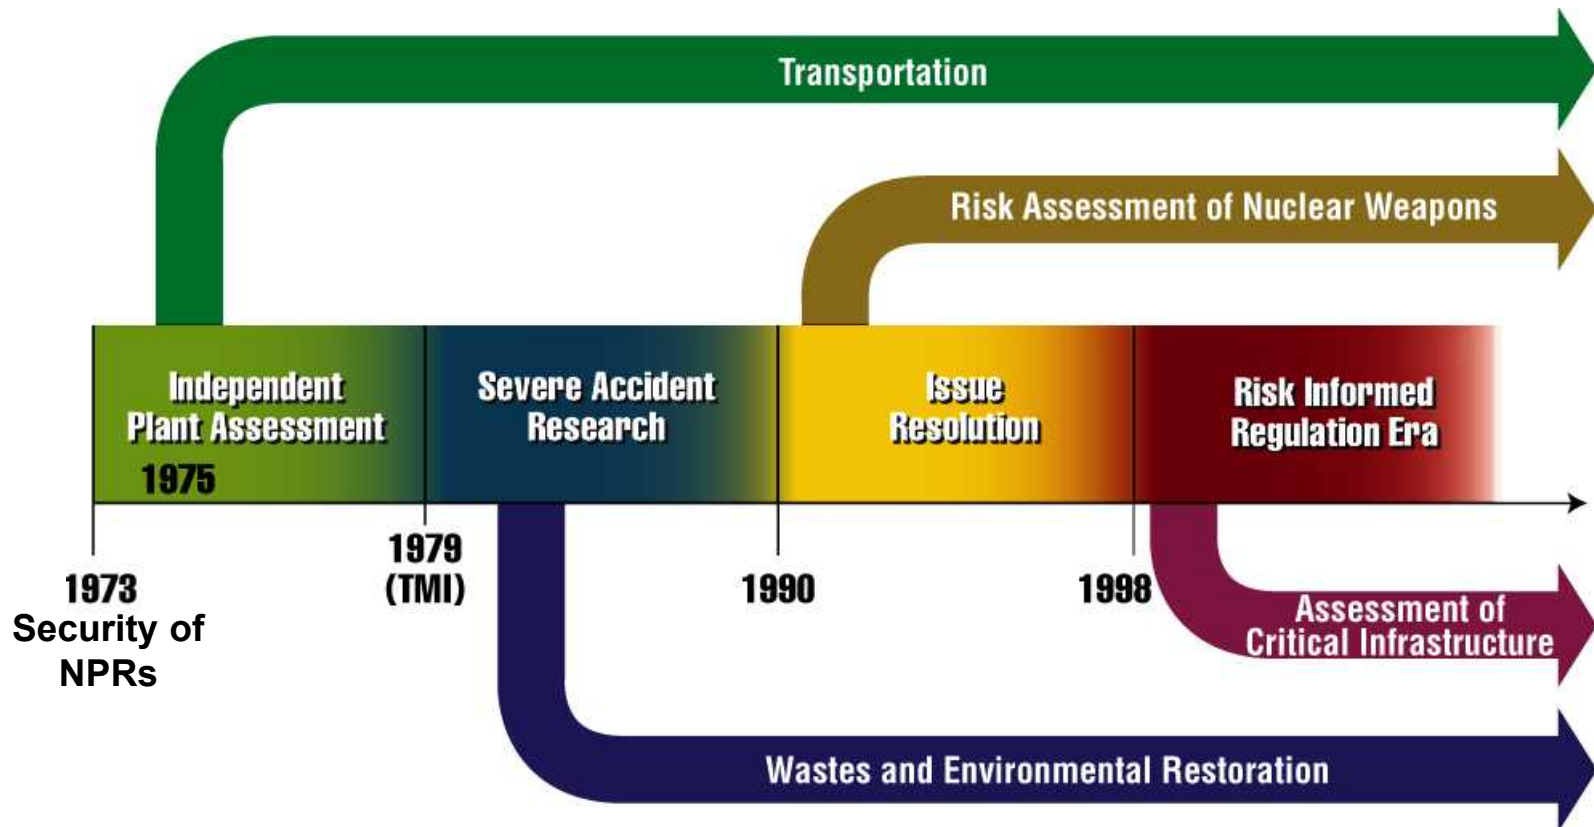 Transportation
Risk Assessment of Nuclear Weapons
Independent
Plant Assessment
1975
Severe Accident
Research
Issue
Resolution
Risk Informed
Regulation Era
1973
Security of
NPRs
1979
(TMI)
1990
1998
Assessment of
Critical Infrastructure
Wastes and Environmental Restoration